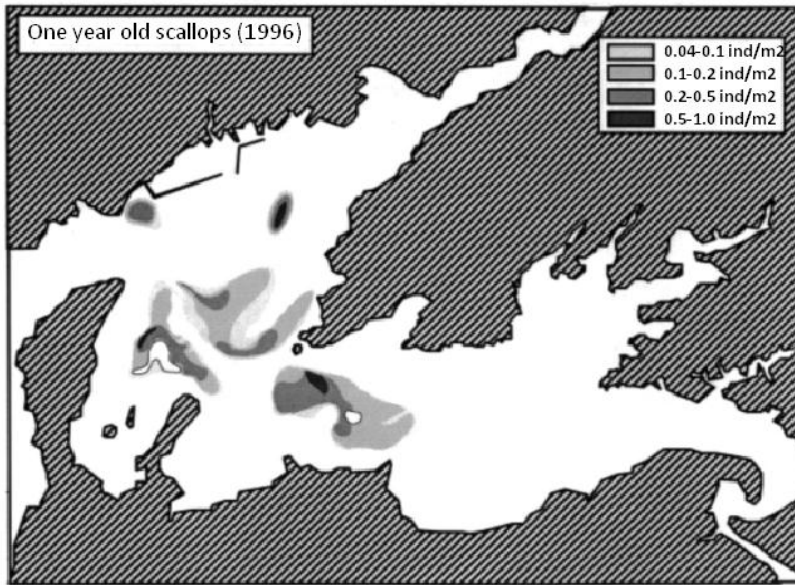 One year old scallops (1996)
0.04-0.1 ind/m2
0.1-0.2 ind/m2
0.2-0.5 ind/m2
0.5-1.0 ind/m2